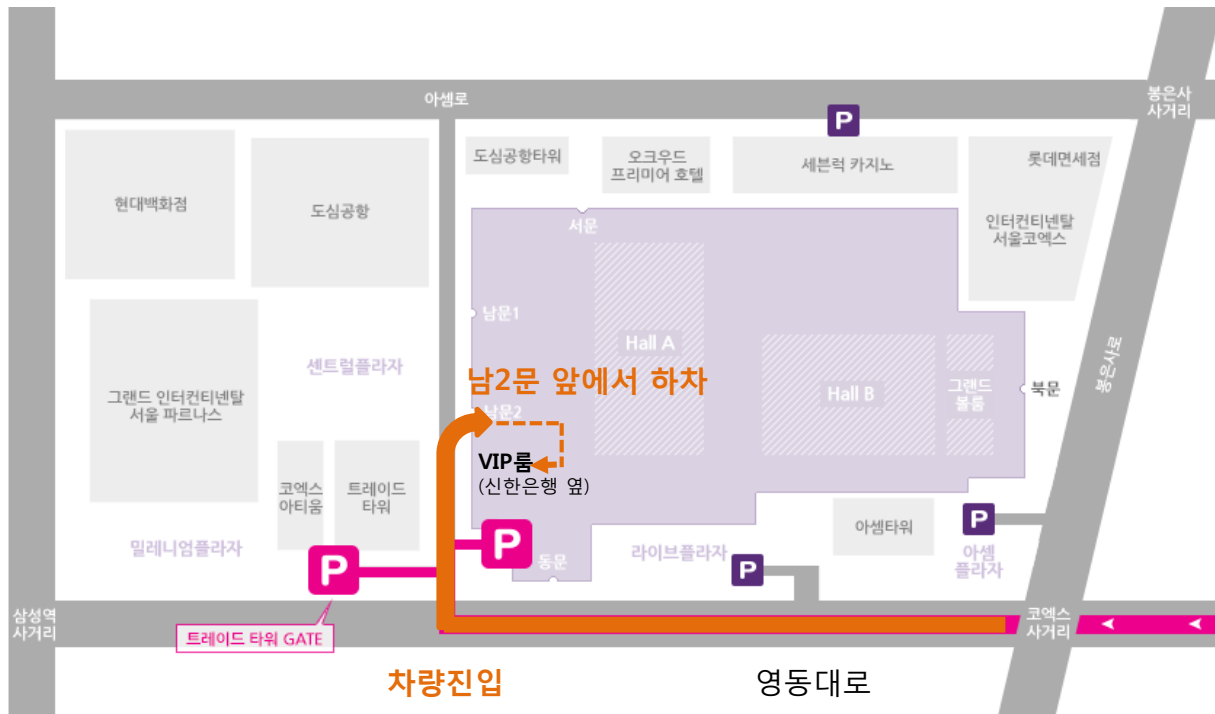 아셈로
봉은사
사거리
P
도심공항타워
오크우드
프리미어 호텔
세븐럭 카지노
롯데면세점
현대백화점
도심공항
서문
인터컨티넨탈
서울코엑스
남문1
Hall A
센트럴플라자
봉은사로
남2문 앞에서 하차
그랜드 인터컨티넨탈
서울 파르나스
Hall B
그랜드
볼룸
북문
남문2
VIP룸
(신한은행 옆)
코엑스
아티움
트레이드
타워
아셈타워
P
밀레니엄플라자
P
P
동문
라이브플라자
P
아셈
플라자
삼성역
사거리
트레이드 타워 GATE
코엑스
사거리
차량진입
영동대로